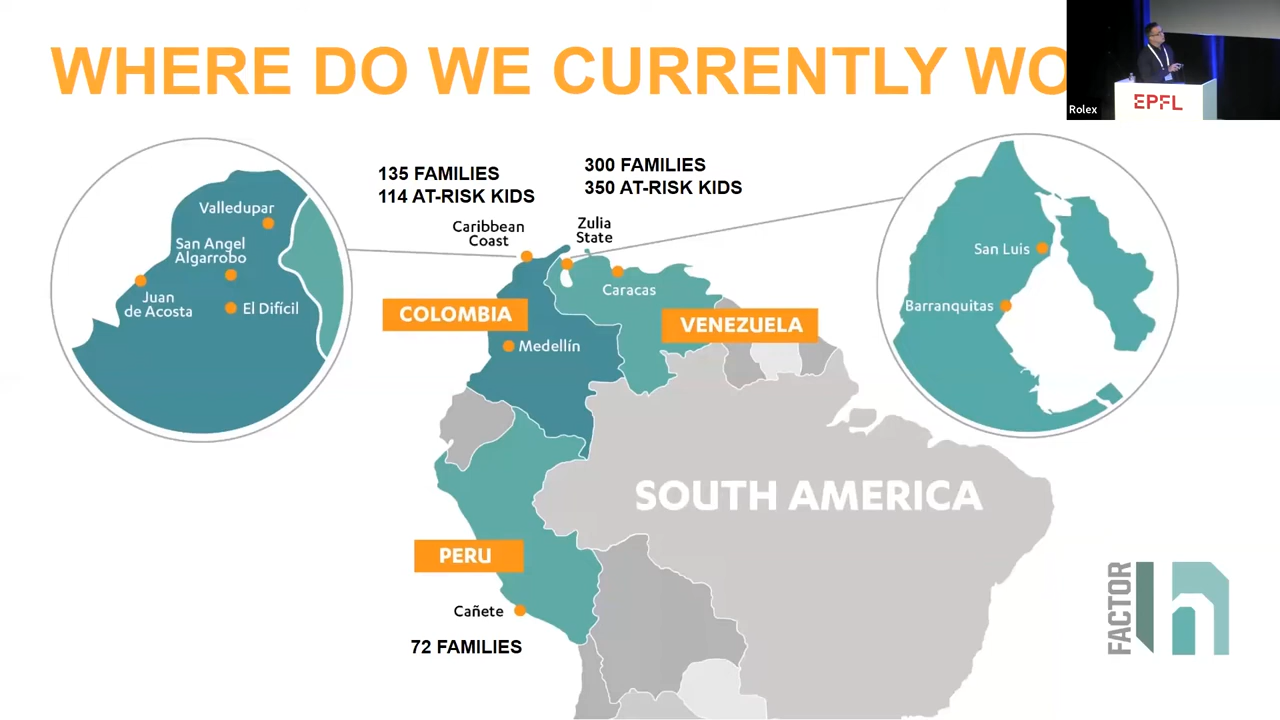 WHERE DO WE CURRENTLY WO
Rolex
EPFL
135 FAMILIES
114 AT-RISK KIDS
300 FAMILIES
350 AT-RISK KIDS
Caribbean
Coast
Zulia
State
Caracas
COLOMBIA
VENEZUELA
Medellín
Valledupar
San Angel
Algarrobo
Juan
de Acosta
El Difícil
San Luis
Barranquitas
SOUTH AMERICA
PERU
Cañete
72 FAMILIES
FACTOR
h